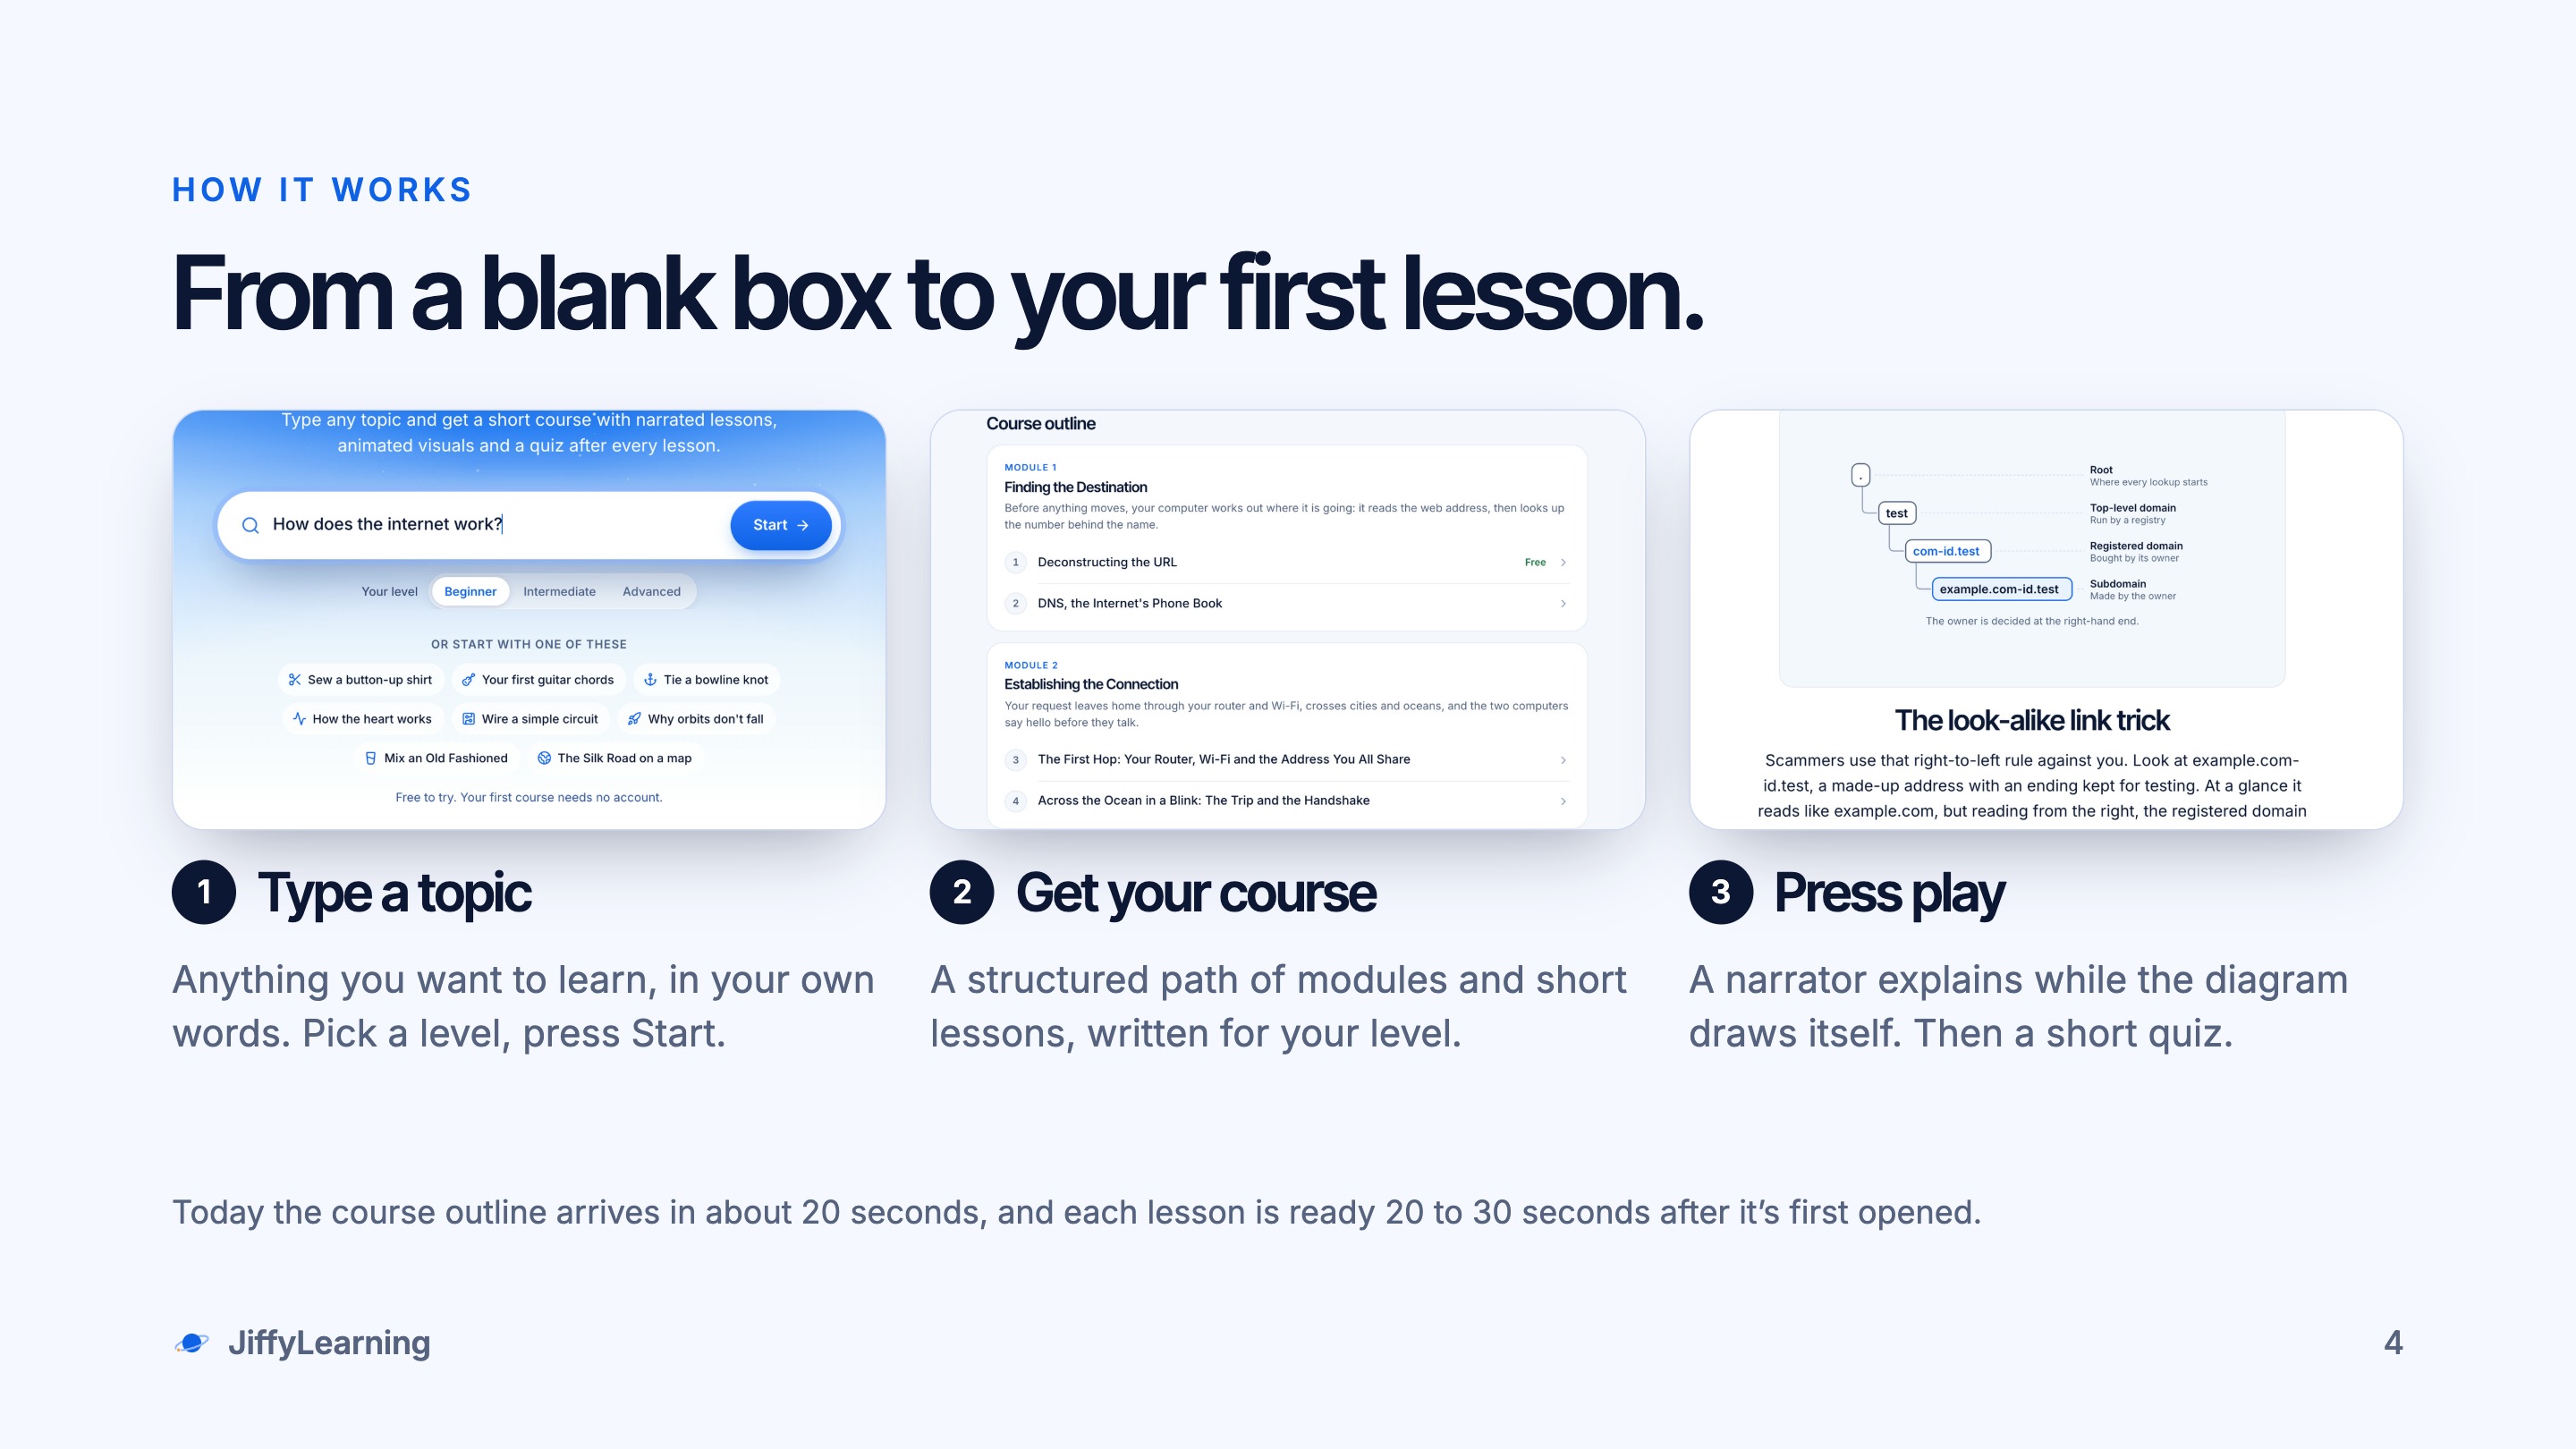 HOW IT WORKS
From a blank box to your first lesson.
Type any topic and get a short course with narrated lessons,
animated visuals and a quiz after every lesson.
How does the internet work?
Start →
Your level
Beginner
Intermediate
Advanced
OR START WITH ONE OF THESE
Sew a button-up shirt
Your first guitar chords
Tie a bowline knot
How the heart works
Wire a simple circuit
Why orbits don't fall
Mix an Old Fashioned
The Silk Road on a map
Free to try. Your first course needs no account.
1 Type a topic
Anything you want to learn, in your own
words. Pick a level, press Start.
Course outline
MODULE 1
Finding the Destination
Before anything moves, your computer works out where it is going: it reads the web address, then looks up
the number behind the name.
1 Deconstructing the URL Free
2 DNS, the Internet's Phone Book
MODULE 2
Establishing the Connection
Your request leaves home through your router and Wi-Fi, crosses cities and oceans, and the two computers
say hello before they talk.
3 The First Hop: Your Router, Wi-Fi and the Address You All Share
4 Across the Ocean in a Blink: The Trip and the Handshake
2 Get your course
A structured path of modules and short
lessons, written for your level.
.
Root
Where every lookup starts
test
Top-level domain
Run by a registry
com-id.test
Registered domain
Bought by its owner
example.com-id.test
Subdomain
Made by the owner
The owner is decided at the right-hand end.
The look-alike link trick
Scammers use that right-to-left rule against you. Look at example.com-
id.test, a made-up address with an ending kept for testing. At a glance it
reads like example.com, but reading from the right, the registered domain
3 Press play
A narrator explains while the diagram
draws itself. Then a short quiz.
Today the course outline arrives in about 20 seconds, and each lesson is ready 20 to 30 seconds after it’s first opened.
JiffyLearning
4